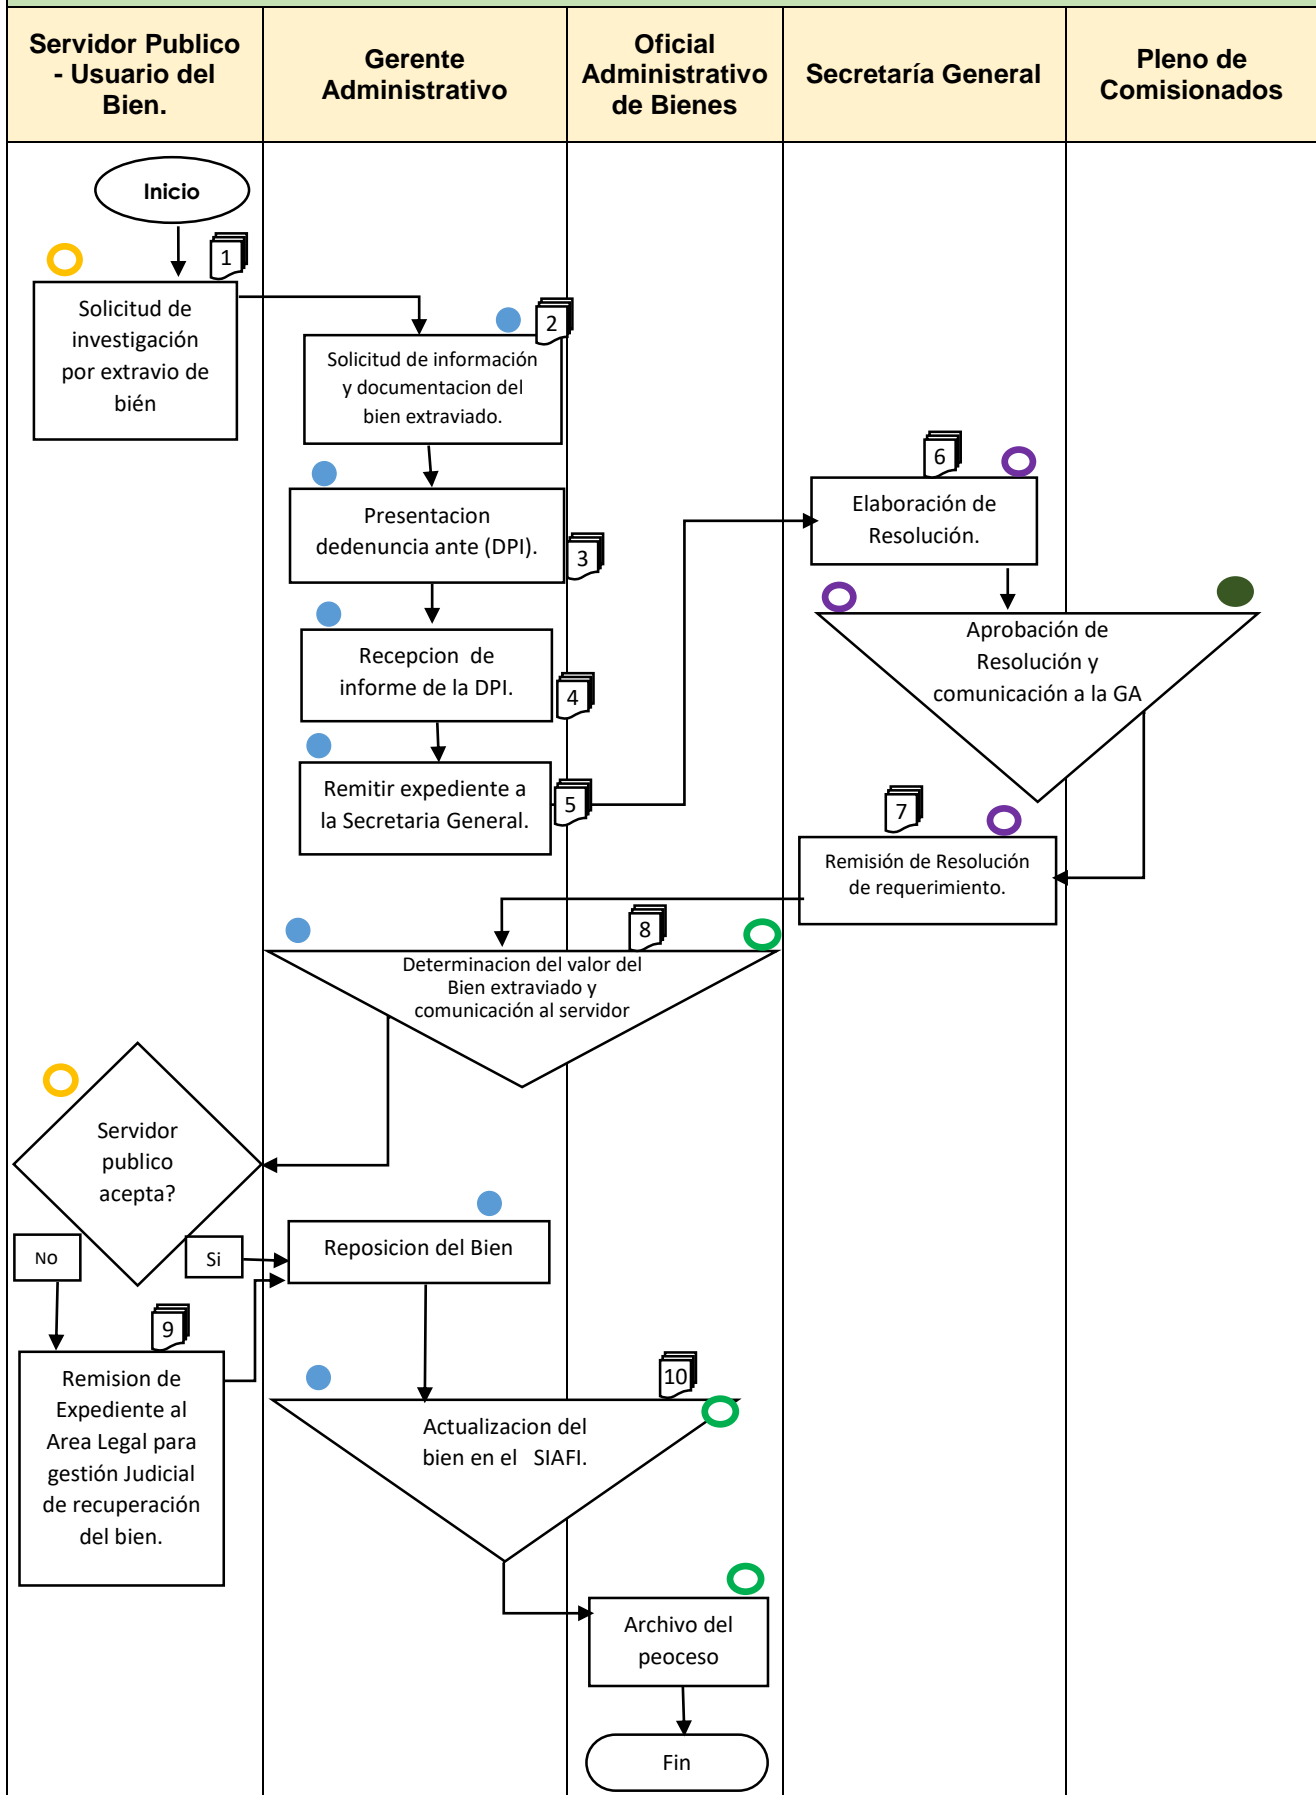 Servidor Publico
- Usuario del
Bien.
Gerente
Administrativo
Oficial
Administrativo
de Bienes
Secretaría General
Pleno de
Comisionados
Inicio
1
Solicitud de
investigación
por extravio de
bién
2
Solicitud de información
y documentacion del
bien extraviado.
Presentacion
dedenuncia ante (DPI).
3
Recepcion de
informe de la DPI.
4
Remitir expediente a
la Secretaria General.
5
6
Elaboración de
Resolución.
Aprobación de
Resolución y
comunicación a la GA
7
Remisión de Resolución
de requerimiento.
8
Determinacion del valor del
Bien extraviado y
comunicación al servidor
Servidor
publico
acepta?
No
Si
Reposicion del Bien
9
Remision de
Expediente al
Area Legal para
gestión Judicial
de recuperación
del bien.
10
Actualizacion del
bien en el SIAFI.
Archivo del
peoceso
Fin